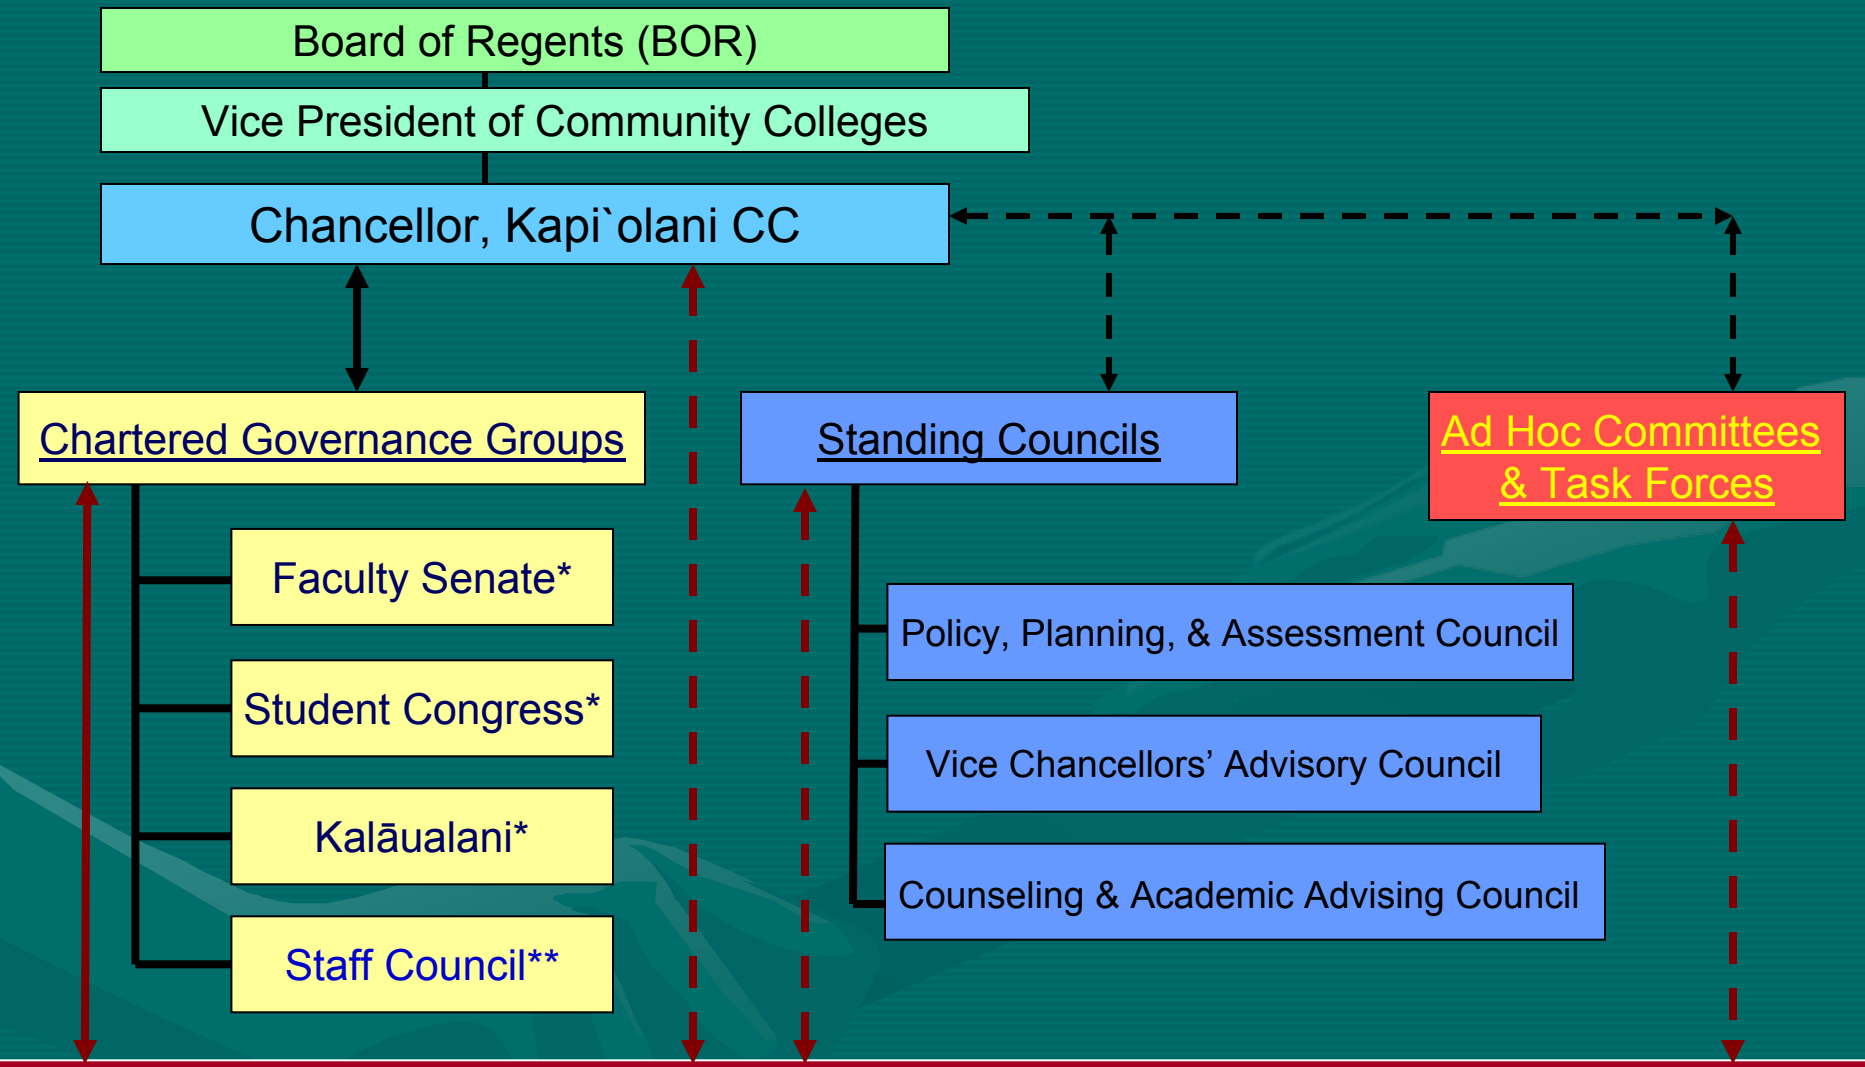 Board of Regents (BOR)
Vice President of Community Colleges
Chancellor, Kapi`olani CC
Chartered Governance Groups
Faculty Senate*
Student Congress*
Kalāualani*
Staff Council**
Standing Councils
Policy, Planning, & Assessment Council
Vice Chancellors’ Advisory Council
Counseling & Academic Advising Council
Ad Hoc Committees
& Task Forces